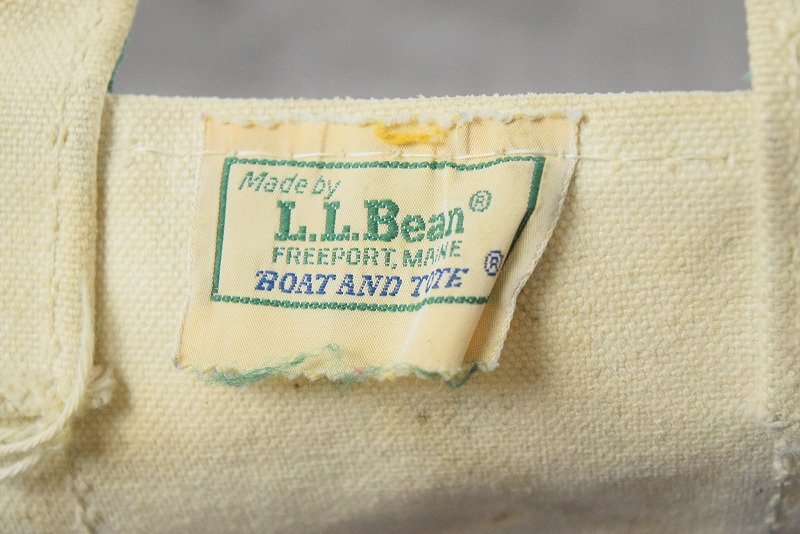 Made by
L.L.Bean®
FREEPORT, MAINE
BOAT AND TOTE ®